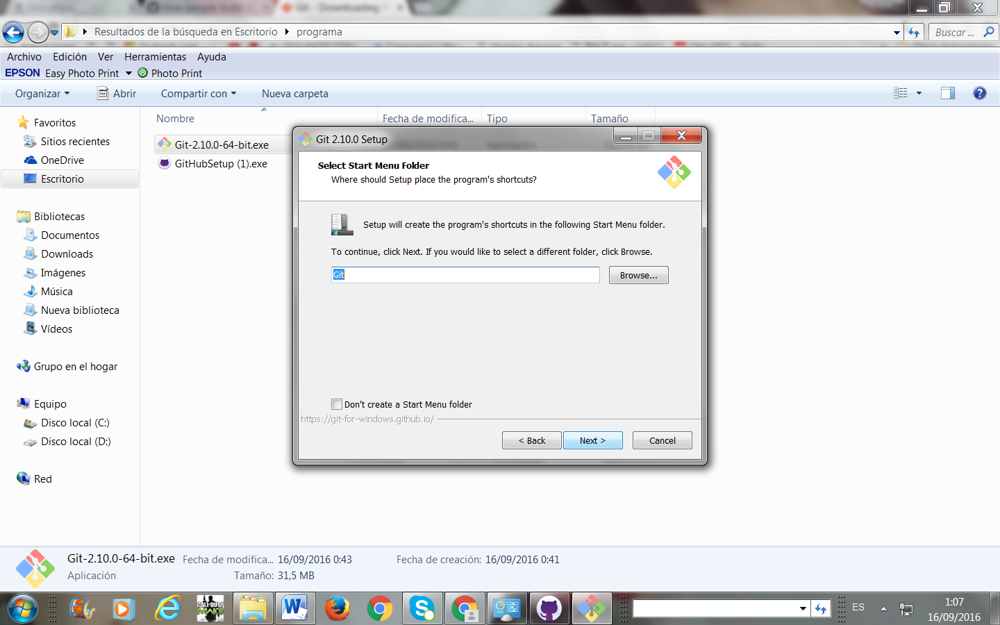 Git - Downloading
Resultados de la búsqueda en Escritorio
programa
Buscar ...
Archivo Edición Ver Herramientas Ayuda
EPSON Easy Photo Print Photo Print
Organizar Abrir Compartir con Nueva carpeta
Favoritos
Sitios recientes
OneDrive
Escritorio
Bibliotecas
Documentos
Downloads
Imágenes
Música
Nueva biblioteca
Vídeos
Grupo en el hogar
Equipo
Disco local (C:)
Disco local (D:)
Red
Nombre Fecha de modifica... Tipo Tamaño
Git-2.10.0-64-bit.exe
GitHubSetup (1).exe
Git 2.10.0 Setup
Select Start Menu Folder
Where should Setup place the program's shortcuts?
Setup will create the program's shortcuts in the following Start Menu folder.
To continue, click Next. If you would like to select a different folder, click Browse.
Git
Browse...
Don't create a Start Menu folder
https://git-for-windows.github.io/
< Back Next > Cancel
Git-2.10.0-64-bit.exe Fecha de modifica... 16/09/2016 0:43 Fecha de creación: 16/09/2016 0:41
Aplicación Tamaño: 31,5 MB
ES
1:07
16/09/2016